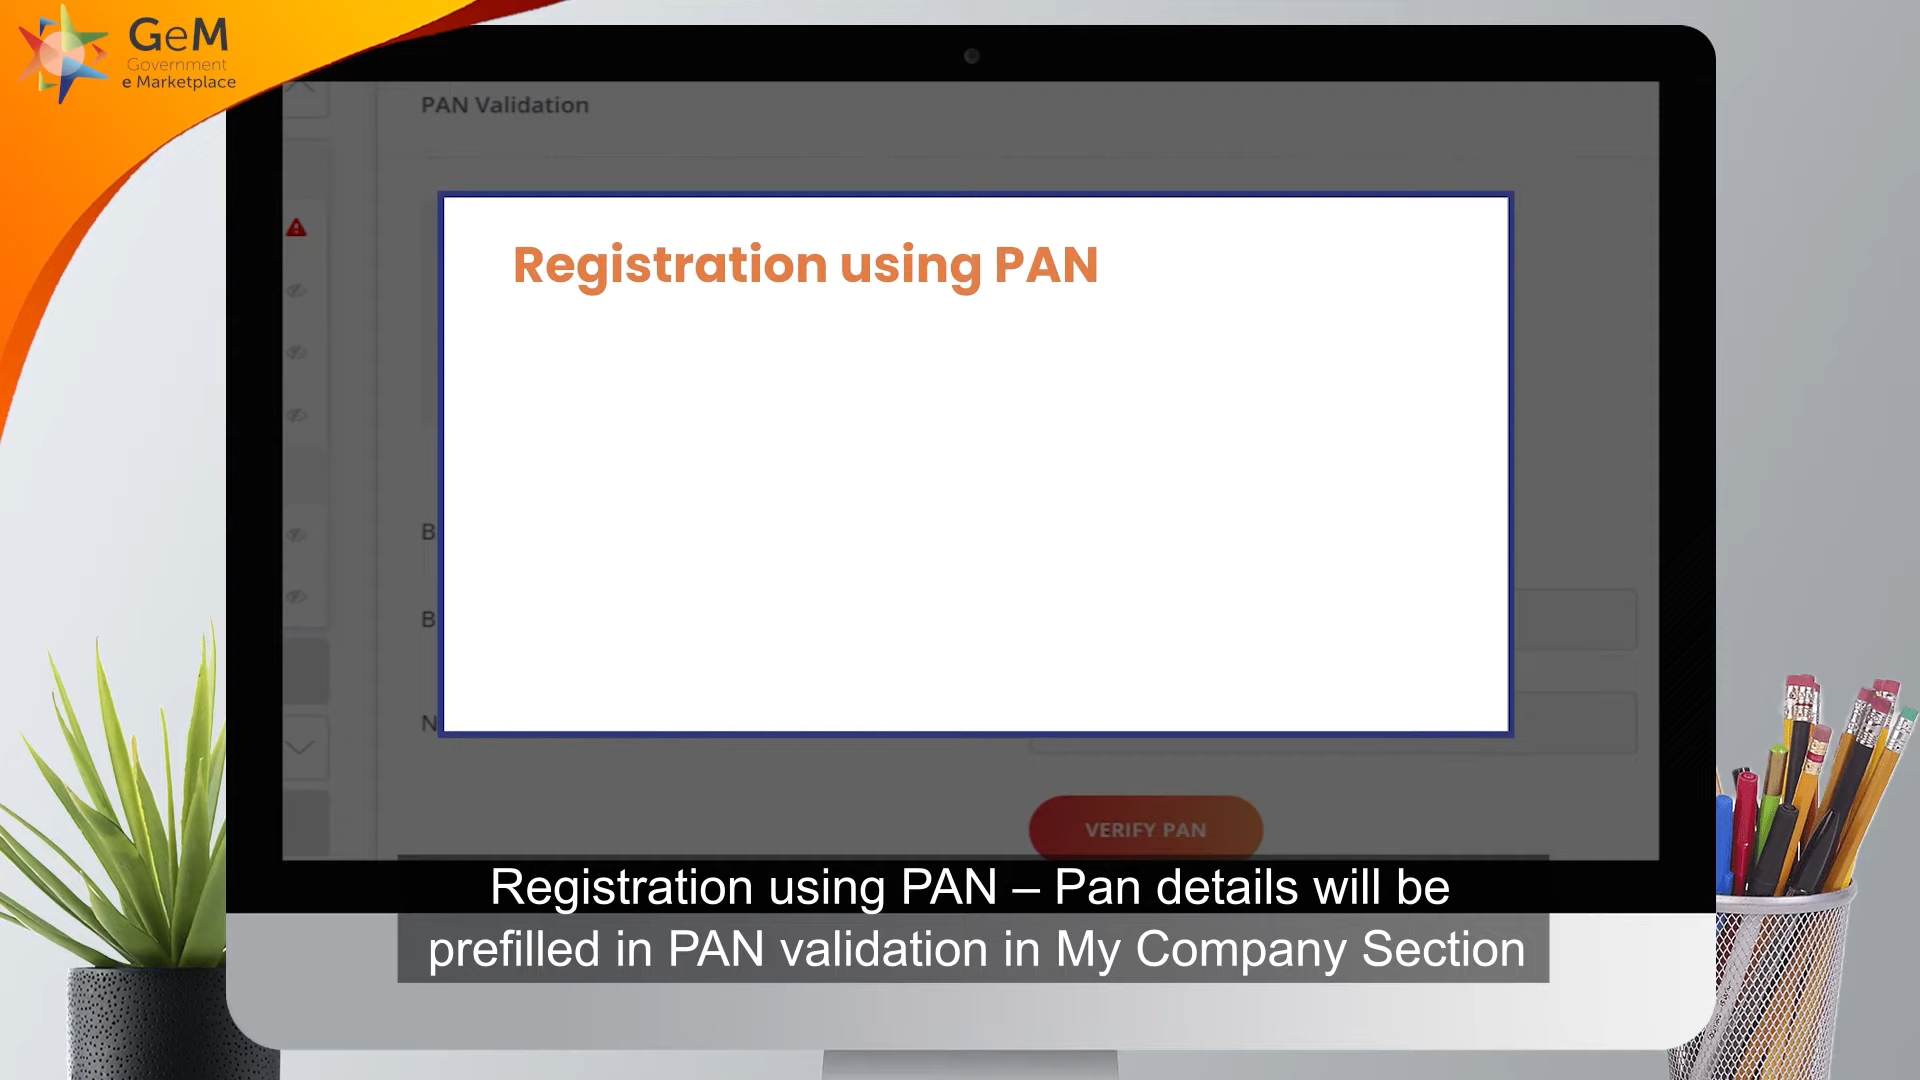 GeM
Government
e Marketplace
PAN Validation
Registration using PAN
B
B
N
VERIFY PAN
Registration using PAN – Pan details will be
prefilled in PAN validation in My Company Section